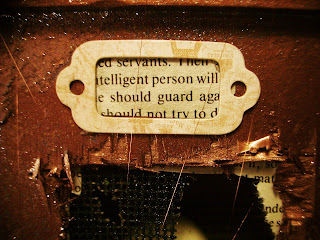 ed servants. Then
ntelligent person will
e should guard aga
should not try to d